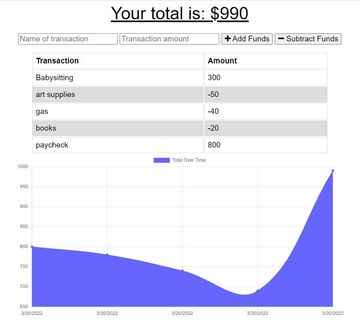 Your total is: $990
Name of transaction Transaction amount + Add Funds − Subtract Funds
Transaction Amount
Babysitting 300
art supplies -50
gas -40
books -20
paycheck 800
Total Over Time
1000
950
900
850
800
750
700
650
3/20/2022 3/20/2022 3/20/2022 3/20/2022 3/20/2022